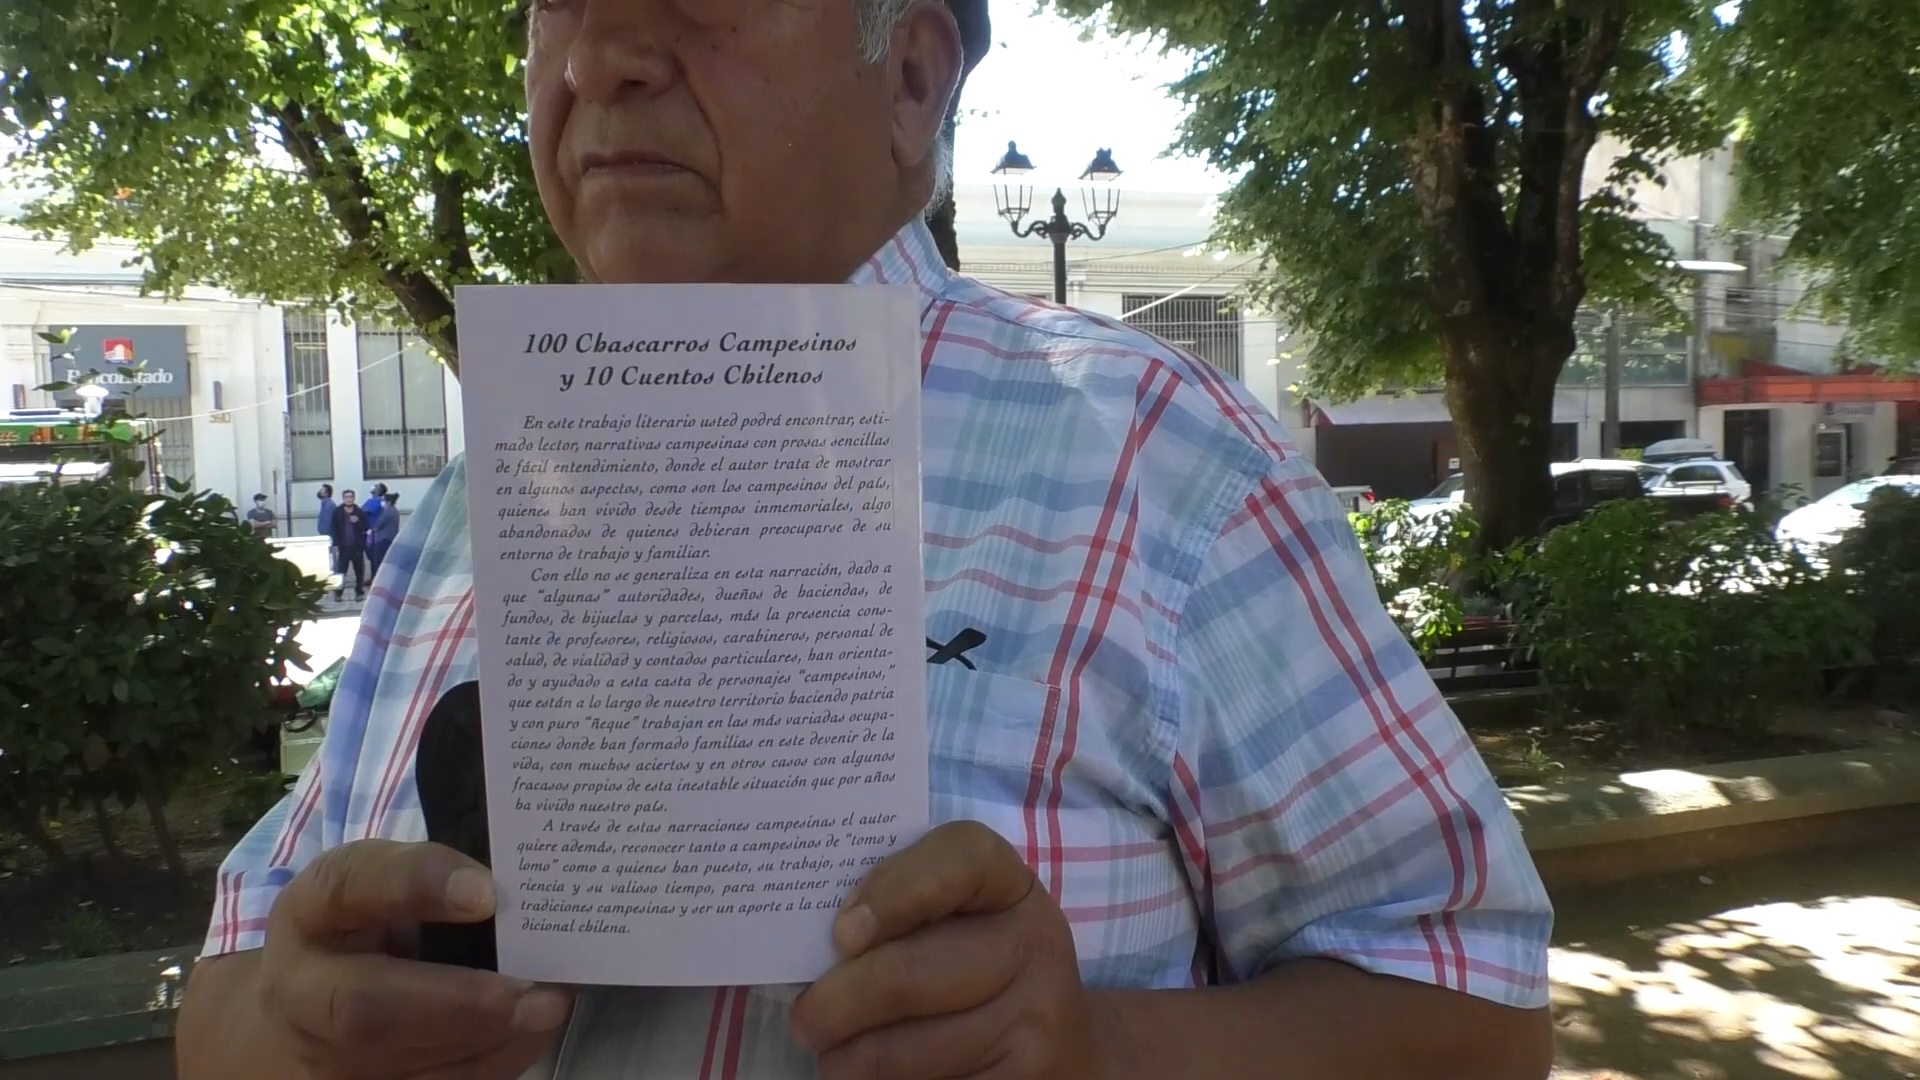 100 Chascarros Campesinos
y 10 Cuentos Chilenos
En este trabajo literario usted podrá encontrar, esti-
mado lector, narrativas campesinas con prosas sencillas
de fácil entendimiento, donde el autor trata de mostrar
en algunos aspectos, como son los campesinos del país,
quienes han vivido desde tiempos inmemoriales, algo
abandonados de quienes debieran preocuparse de su
entorno de trabajo y familiar.
Con ello no se generaliza en esta narración, dado a
que "algunas" autoridades, dueños de haciendas, de
fundos, de hijuelas y parcelas, más la presencia cons-
tante de profesores, religiosos, carabineros, personal de
salud, de vialidad y contados particulares, han orienta-
do y ayudado a esta casta de personajes "campesinos,"
que están a lo largo de nuestro territorio haciendo patria
y con puro "ñeque" trabajan en las más variadas ocupa-
ciones donde han formado familias en este devenir de la
vida, con muchos aciertos y en otros casos con algunos
fracasos propios de esta inestable situación que por años
ha vivido nuestro país.
A través de estas narraciones campesinas el autor
quiere además, reconocer tanto a campesinos de "tomo y
lomo" como a quienes han puesto, su trabajo, su expe-
riencia y su valioso tiempo, para mantener viva
tradiciones campesinas y ser un aporte a la cult
dicional chilena.
BancoEstado
590